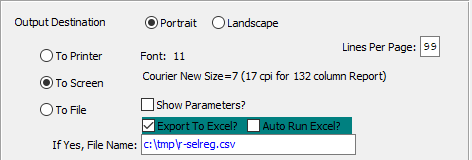 Output Destination Portrait Landscape
To Printer Font: 11 Lines Per Page: 99
To Screen Courier New Size=7 (17 cpi for 132 column Report)
To File Show Parameters?
Export To Excel? Auto Run Excel?
If Yes, File Name: c:\tmp\r-selreg.csv